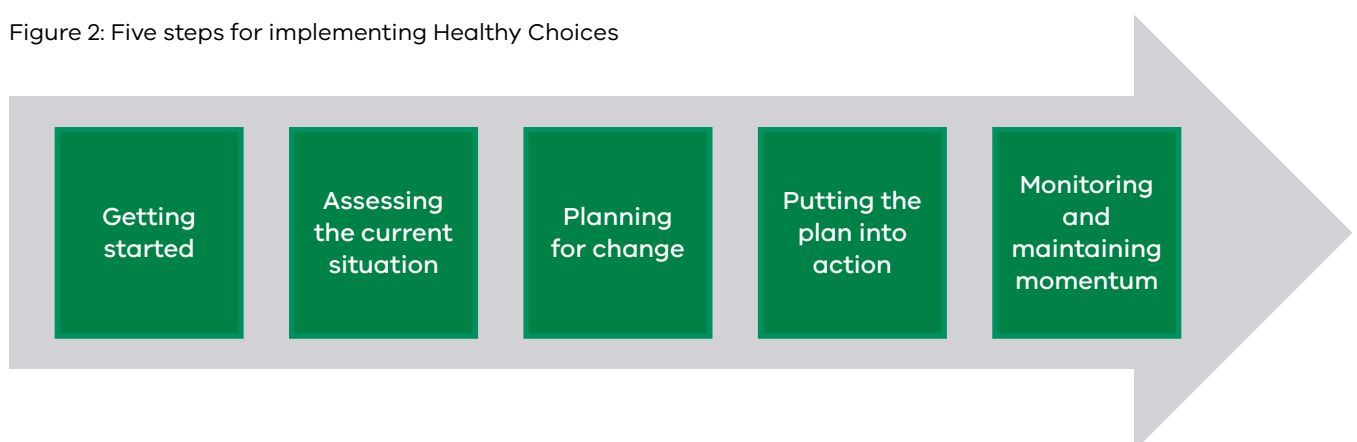 Figure 2: Five steps for implementing Healthy Choices
Getting
started
Assessing
the current
situation
Planning
for change
Putting the
plan into
action
Monitoring
and
maintaining
momentum